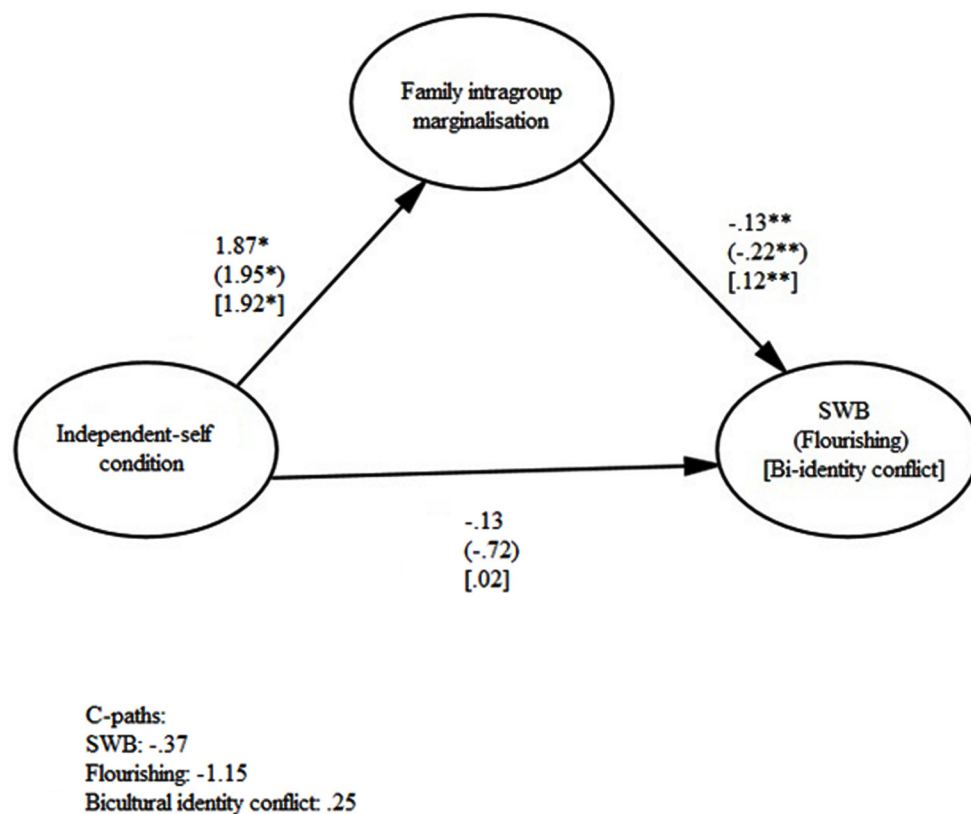 Family intragroup
marginalisation
1.87*
(1.95*)
[1.92*]
-.13**
(-.22**)
[.12**]
Independent-self
condition
SWB
(Flourishing)
[Bi-identity conflict]
-.13
(-.72)
[.02]
C-paths:
SWB: -.37
Flourishing: -1.15
Bicultural identity conflict: .25